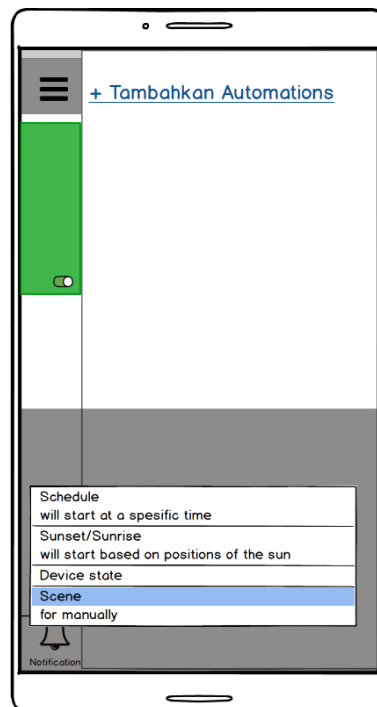 + Tambahkan Automations
Schedule
will start at a spesific time
Sunset/Sunrise
will start based on positions of the sun
Device state
Scene
for manually
Notification